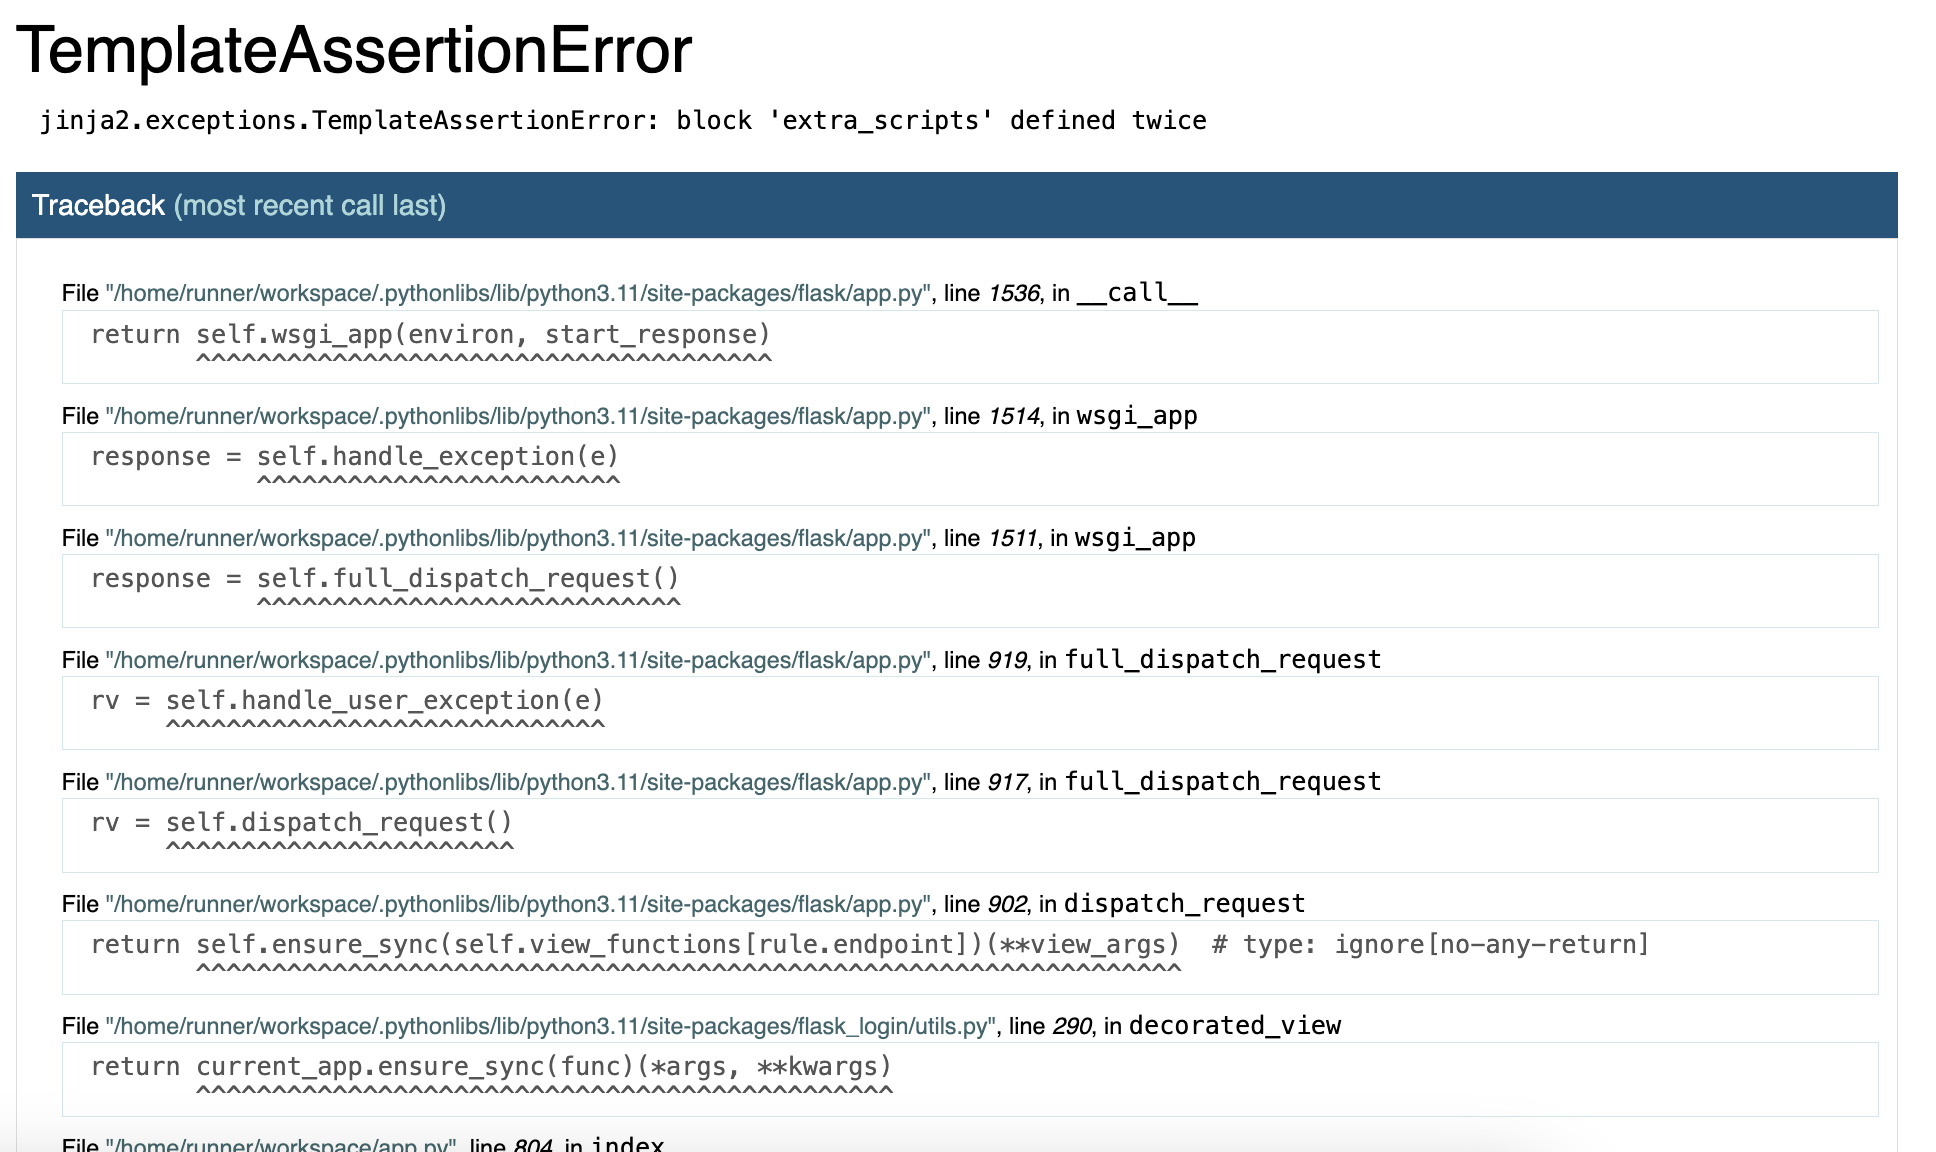 TemplateAssertionError
jinja2.exceptions.TemplateAssertionError: block 'extra_scripts' defined twice
Traceback (most recent call last)
File "/home/runner/workspace/.pythonlibs/lib/python3.11/site-packages/flask/app.py", line 1536, in __call__
return self.wsgi_app(environ, start_response)
^^^^^^^^^^^^^^^^^^^^^^^^^^^^^^^^^^^^^^
File "/home/runner/workspace/.pythonlibs/lib/python3.11/site-packages/flask/app.py", line 1514, in wsgi_app
response = self.handle_exception(e)
^^^^^^^^^^^^^^^^^^^^^^^^
File "/home/runner/workspace/.pythonlibs/lib/python3.11/site-packages/flask/app.py", line 1511, in wsgi_app
response = self.full_dispatch_request()
^^^^^^^^^^^^^^^^^^^^^^^^^^^^
File "/home/runner/workspace/.pythonlibs/lib/python3.11/site-packages/flask/app.py", line 919, in full_dispatch_request
rv = self.handle_user_exception(e)
^^^^^^^^^^^^^^^^^^^^^^^^^^^^^
File "/home/runner/workspace/.pythonlibs/lib/python3.11/site-packages/flask/app.py", line 917, in full_dispatch_request
rv = self.dispatch_request()
^^^^^^^^^^^^^^^^^^^^^^^
File "/home/runner/workspace/.pythonlibs/lib/python3.11/site-packages/flask/app.py", line 902, in dispatch_request
return self.ensure_sync(self.view_functions[rule.endpoint])(**view_args)  # type: ignore[no-any-return]
^^^^^^^^^^^^^^^^^^^^^^^^^^^^^^^^^^^^^^^^^^^^^^^^^^^^^^^^^^^^^^^^^
File "/home/runner/workspace/.pythonlibs/lib/python3.11/site-packages/flask_login/utils.py", line 290, in decorated_view
return current_app.ensure_sync(func)(*args, **kwargs)
^^^^^^^^^^^^^^^^^^^^^^^^^^^^^^^^^^^^^^^^^^^^^^
File "/home/runner/workspace/app.py", line 804, in index